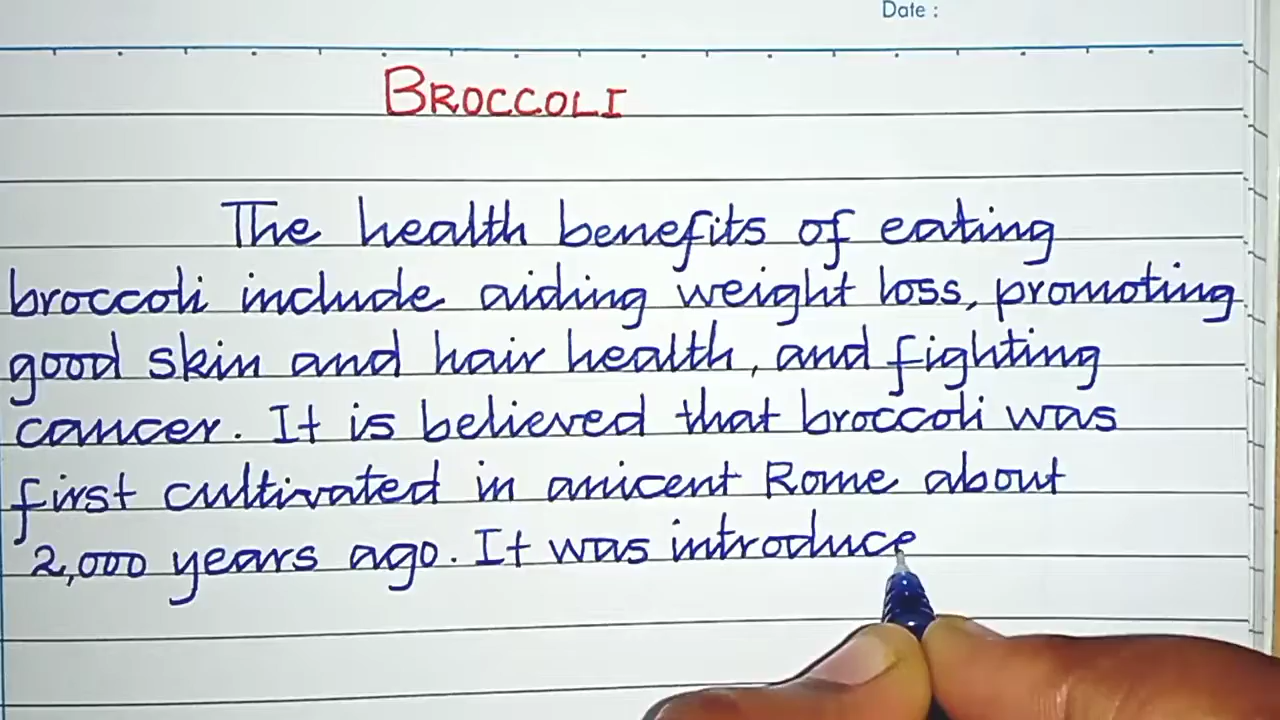 Date :
BROCCOLI
The health benefits of eating
broccoli include aiding weight loss, promoting
good skin and hair health, and fighting
cancer. It is believed that broccoli was
first cultivated in anicent Rome about
2,000 years ago. It was introduce